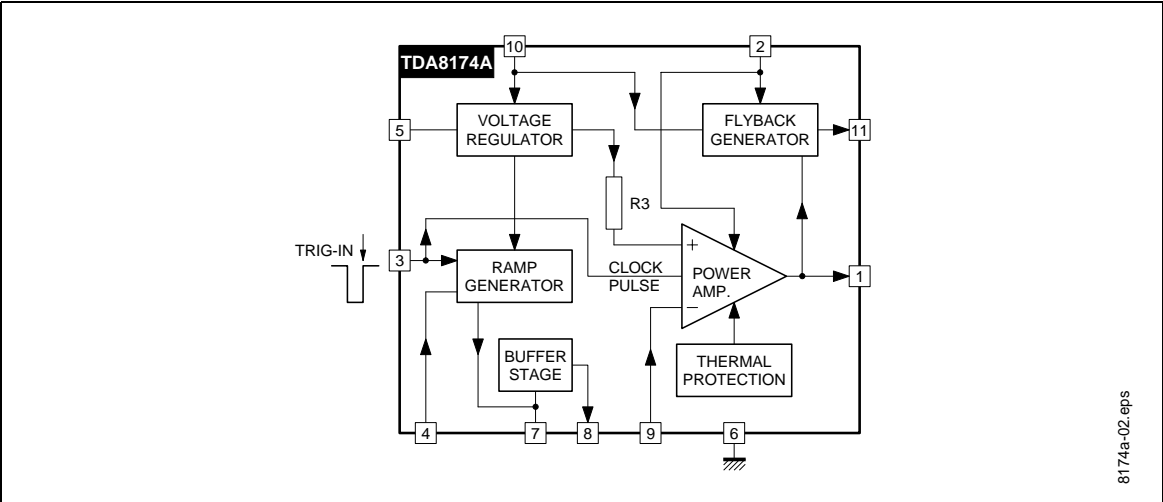 TDA8174A
10
2
VOLTAGE
REGULATOR
FLYBACK
GENERATOR
5
11
R3
TRIG-IN
3
+
RAMP
GENERATOR
CLOCK
PULSE
POWER
AMP.
1
−
BUFFER
STAGE
THERMAL
PROTECTION
4
7
8
9
6
8174a-02.eps